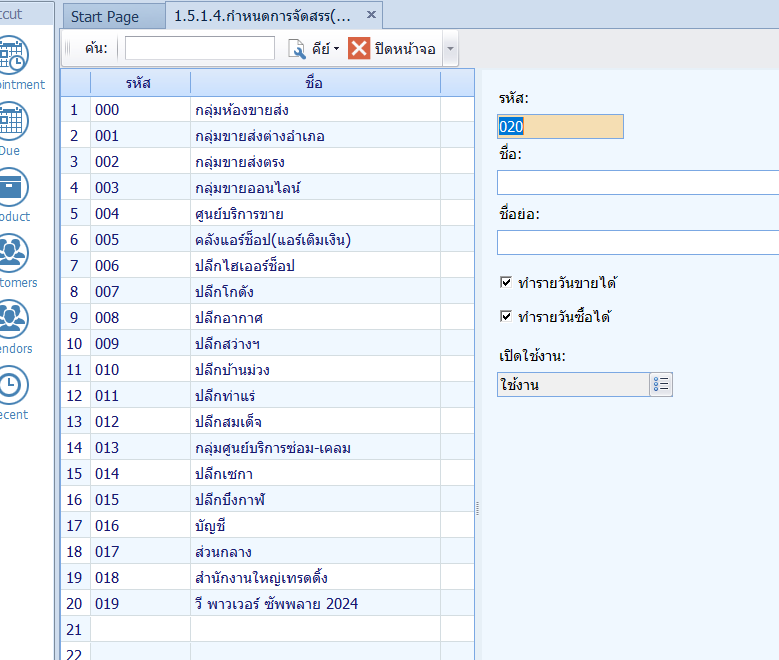 cut
Start Page
1.5.1.4.กำหนดการจัดสรร(...
ค้น:
คีย์
ปิดหน้าจอ
ointment
Due
oduct
tomers
endors
ecent
รหัส ชื่อ
1 000 กลุ่มห้องขายส่ง
2 001 กลุ่มขายส่งต่างอำเภอ
3 002 กลุ่มขายส่งตรง
4 003 กลุ่มขายออนไลน์
5 004 ศูนย์บริการขาย
6 005 คลังแอร์ช็อป(แอร์เติมเงิน)
7 006 ปลีกไฮเออร์ช็อป
8 007 ปลีกโกดัง
9 008 ปลีกอากาศ
10 009 ปลีกสว่างฯ
11 010 ปลีกบ้านม่วง
12 011 ปลีกท่าแร่
13 012 ปลีกสมเด็จ
14 013 กลุ่มศูนย์บริการซ่อม-เคลม
15 014 ปลีกเซกา
16 015 ปลีกบึงกาฬ
17 016 บัญชี
18 017 ส่วนกลาง
19 018 สำนักงานใหญ่เทรดดิ้ง
20 019 วี พาวเวอร์ ซัพพลาย 2024
21
22
รหัส:
020
ชื่อ:
ชื่อย่อ:
ทำรายวันขายได้
ทำรายวันซื้อได้
เปิดใช้งาน:
ใช้งาน